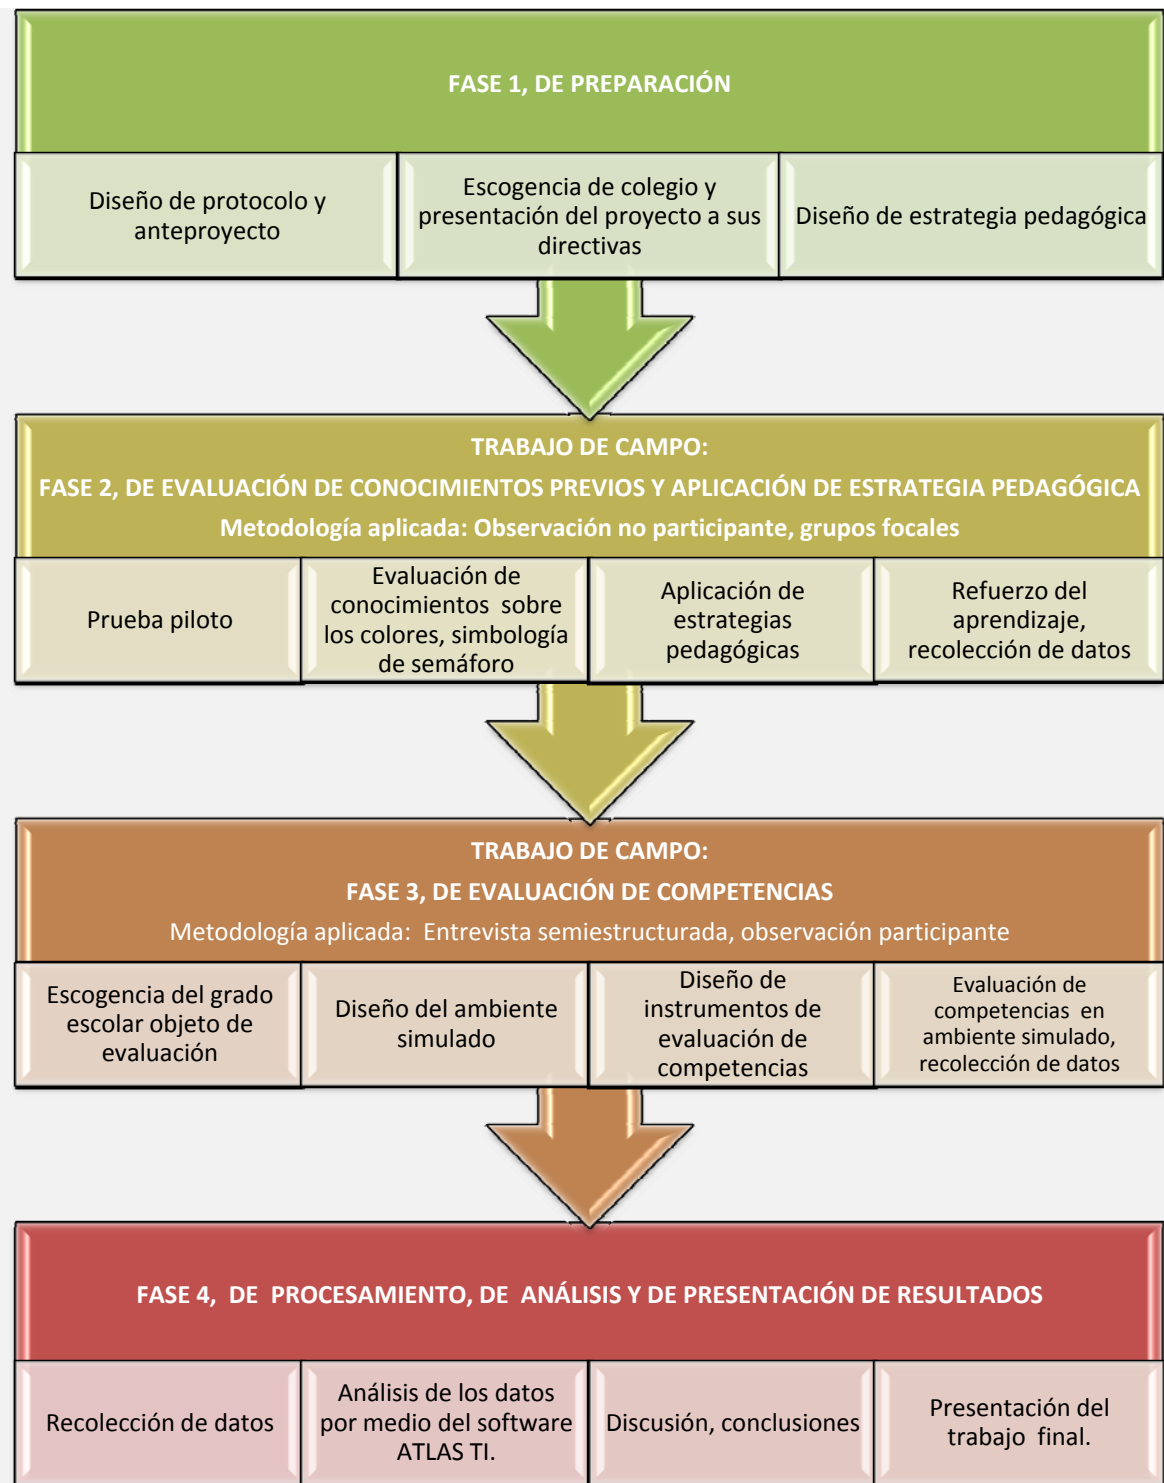 FASE 1, DE PREPARACIÓN
Diseño de protocolo y
anteproyecto
Escogencia de colegio y
presentación del proyecto a sus
directivas
Diseño de estrategia pedagógica
TRABAJO DE CAMPO:
FASE 2, DE EVALUACIÓN DE CONOCIMIENTOS PREVIOS Y APLICACIÓN DE ESTRATEGIA PEDAGÓGICA
Metodología aplicada: Observación no participante, grupos focales
Prueba piloto
Evaluación de
conocimientos sobre
los colores, simbología
de semáforo
Aplicación de
estrategias
pedagógicas
Refuerzo del
aprendizaje,
recolección de datos
TRABAJO DE CAMPO:
FASE 3, DE EVALUACIÓN DE COMPETENCIAS
Metodología aplicada: Entrevista semiestructurada, observación participante
Escogencia del grado
escolar objeto de
evaluación
Diseño del ambiente
simulado
Diseño de
instrumentos de
evaluación de
competencias
Evaluación de
competencias en
ambiente simulado,
recolección de datos
FASE 4, DE PROCESAMIENTO, DE ANÁLISIS Y DE PRESENTACIÓN DE RESULTADOS
Recolección de datos
Análisis de los datos
por medio del software
ATLAS TI.
Discusión, conclusiones
Presentación del
trabajo final.